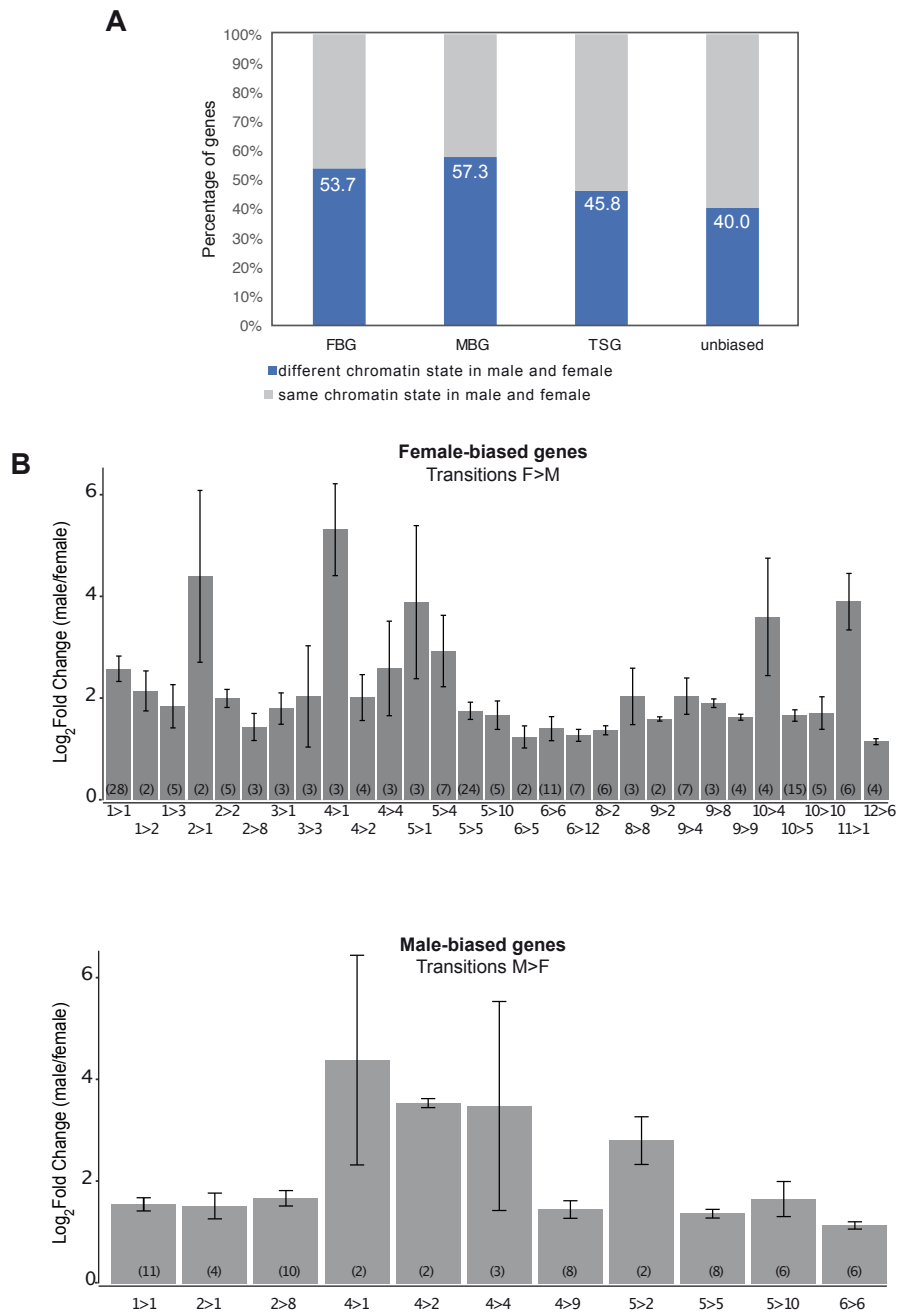 A
100%
90%
80%
70%
60%
50%
40%
30%
20%
10%
0%
Percentage of genes
53.7
57.3
45.8
40.0
FBG MBG TSG unbiased
different chromatin state in male and female
same chromatin state in male and female
B
Female-biased genes
Transitions F>M
Log2Fold Change (male/female)
6
4
2
0
(28) (2) (5) (2) (5) (3) (3) (3) (3) (4) (3) (3) (7) (24) (5) (2) (11) (7) (6) (3) (2) (7) (3) (4) (4) (15) (5) (6) (4)
1>1 1>3 2>2 3>1 4>1 4>4 5>4 5>10 6>6 8>2 9>2 9>8 10>4 10>10 12>6
1>2 2>1 2>8 3>3 4>2 5>1 5>5 6>5 6>12 8>8 9>4 9>9 10>5 11>1
Male-biased genes
Transitions M>F
Log2Fold Change (male/female)
6
4
2
0
(11) (4) (10) (2) (2) (3) (8) (2) (8) (6) (6)
1>1 2>1 2>8 4>1 4>2 4>4 4>9 5>2 5>5 5>10 6>6